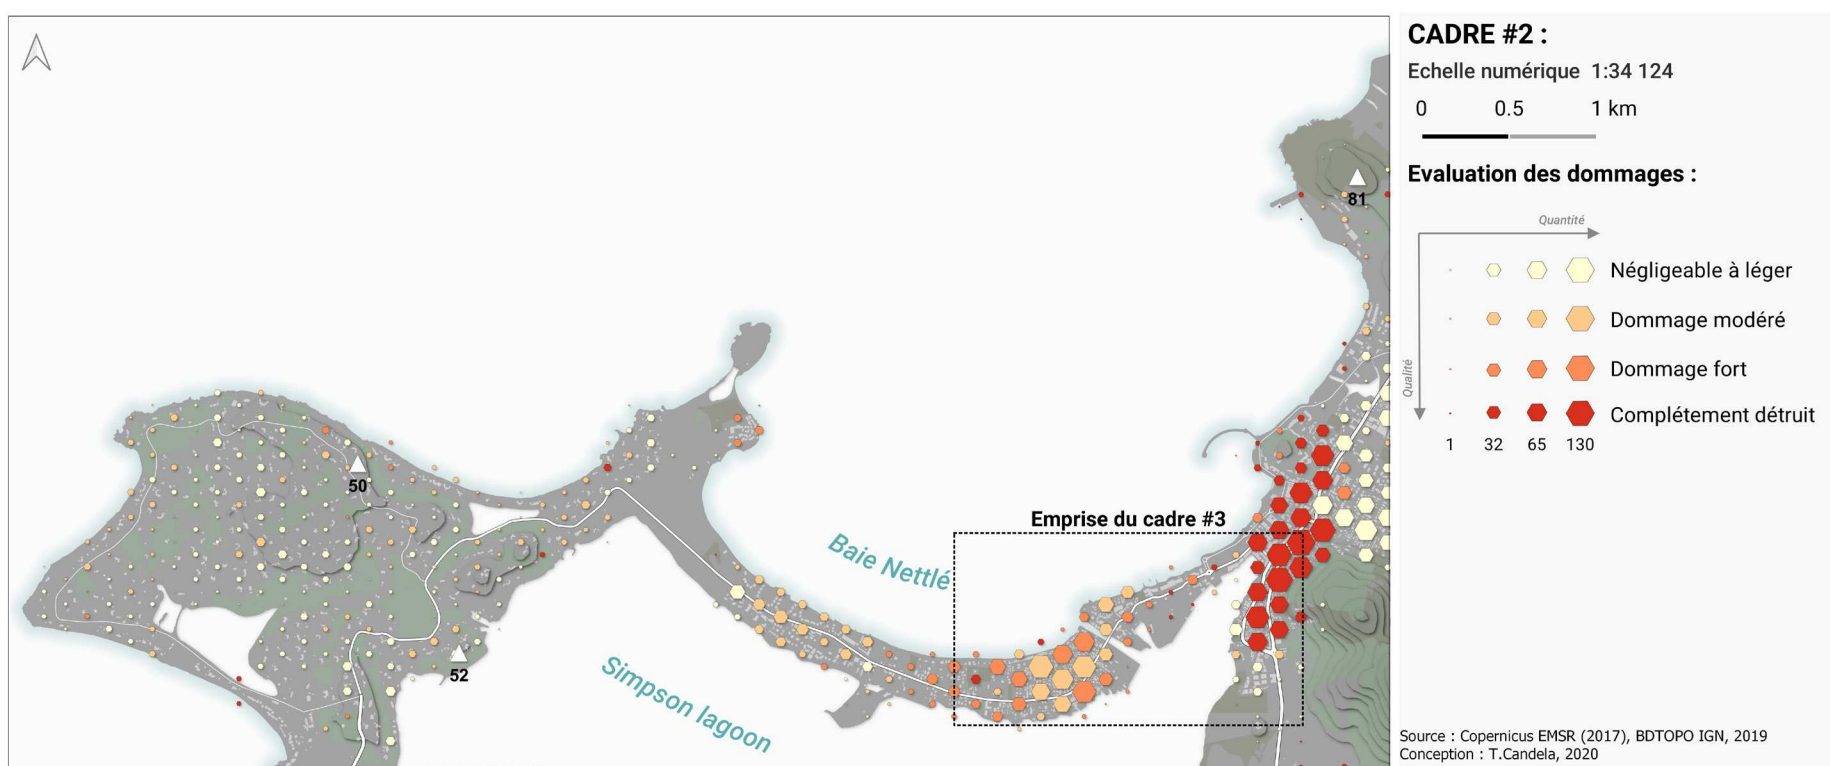 CADRE #2 :
Echelle numérique 1:34 124
0 0.5 1 km
Evaluation des dommages :
Quantité
Qualité
Négligeable à léger
Dommage modéré
Dommage fort
Complétement détruit
1 32 65 130
Source : Copernicus EMSR (2017), BDTOPO IGN, 2019
Conception : T.Candela, 2020
81
50
Emprise du cadre #3
Baie Nettlé
52
Simpson lagoon